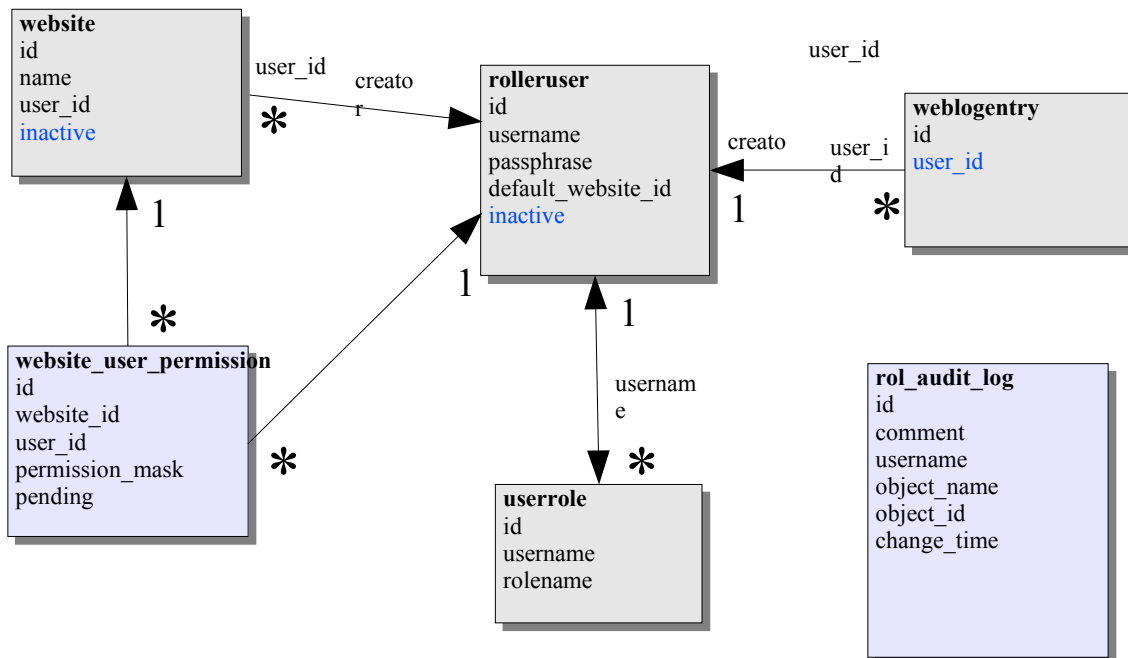 website
id
name
user_id
inactive
user_id
creato
r
*
rolleruser
id
username
passphrase
default_website_id
inactive
user_id
weblogentry
id
user_id
creato
user_i
d
1
*
1
*
1
*
website_user_permission
id
website_id
user_id
permission_mask
pending
1
usernam
e
*
userrole
id
username
rolename
rol_audit_log
id
comment
username
object_name
object_id
change_time